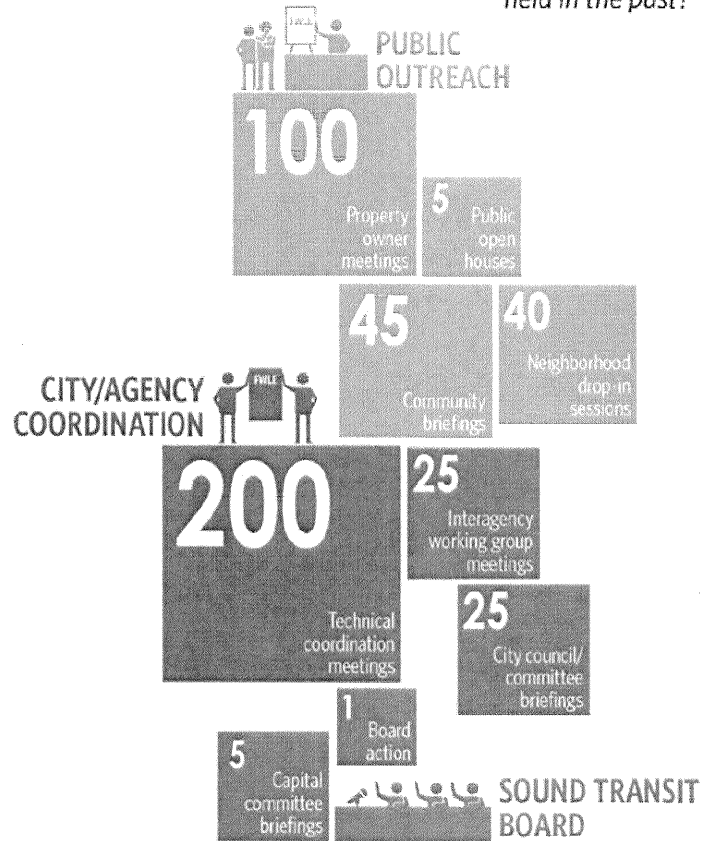 held in the past?
FWLE
PUBLIC
OUTREACH
100
Property
owner
meetings
5
Public
open
houses
45
Community
briefings
40
Neighborhood
drop-in
sessions
CITY/AGENCY
COORDINATION
FWLE
200
Technical
coordination
meetings
25
Interagency
working group
meetings
25
City council/
committee
briefings
1
Board
action
5
Capital
committee
briefings
SOUND TRANSIT
BOARD